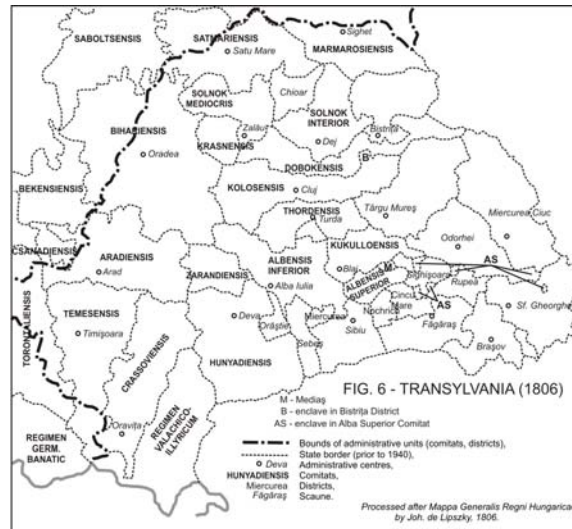 SABOLTSENSIS
SATMARIENSIS
Satu Mare
Sighet
MARMAROSIENSIS
SOLNOK
MEDIOCRIS
Chioar
SOLNOK
INTERIOR
BIHARIENSIS
Zalău
KRASNENSIS
Dej
Bistrița
Oradea
DOBOKENSIS
B
BEKENSIENSIS
KOLOSENSIS
Cluj
THORDENSIS
Turda
Târgu Mureș
Miercurea Ciuc
CSANADIENSIS
ARADIENSIS
Arad
ZARANDIENSIS
ALBENSIS
INFERIOR
Alba Iulia
KUKULLOENSIS
Blaj
M
Odorhei
AS
Sighișoara
Rupea
ALBENSIS
SUPERIOR
Cincu
Mare
AS
TORONTALIENSIS
TEMESENSIS
Timișoara
CRASSOVIENSIS
Deva
Orăștie
Miercurea
Sebeș
Sibiu
Nochrich
Făgăraș
Sf. Gheorghe
Brașov
HUNYADIENSIS
Oravița
REGIMEN
VALACHICO-
ILLYRICUM
REGIMEN
GERM.
BANATIC
FIG. 6 - TRANSYLVANIA (1806)
M - Mediaș
B - enclave in Bistrița District
AS - enclave in Alba Superior Comitat
Bounds of administrative units (comitats, districts),
State border (prior to 1940),
Deva Administrative centres,
HUNYADIENSIS Comitats,
Miercurea Districts,
Făgăraș Scaune.
Processed after Mappa Generalis Regni Hungaricae
by Joh. de Lipszky, 1806.